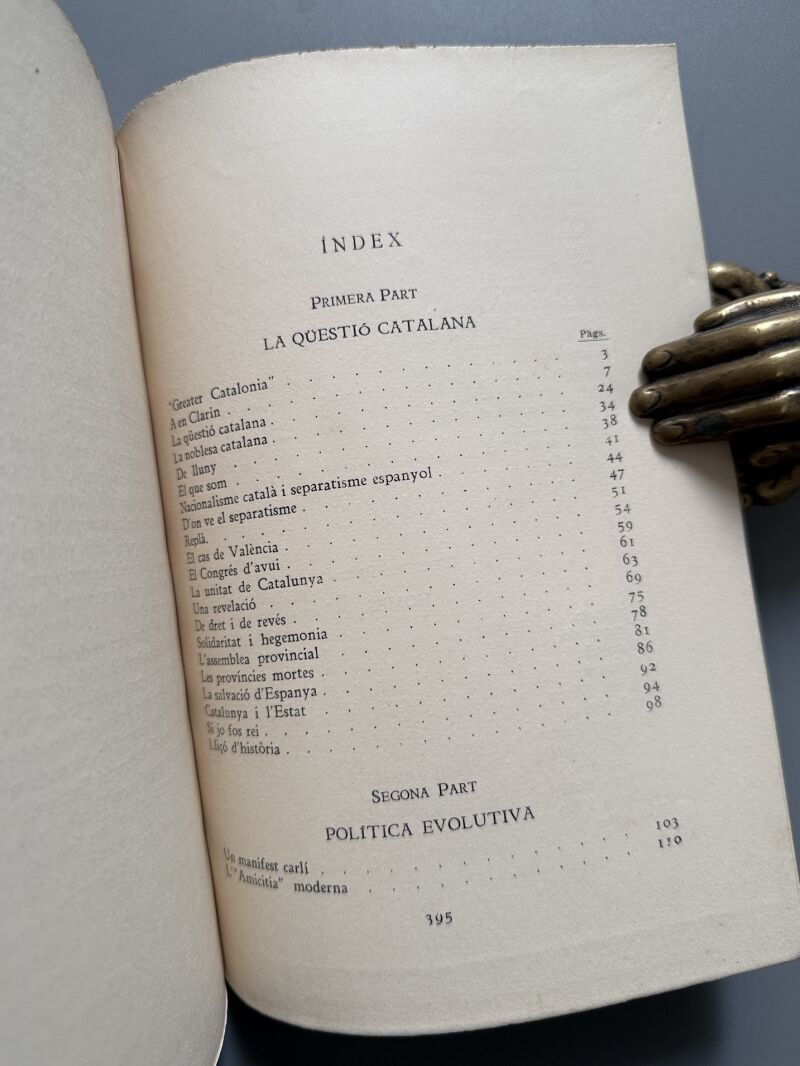 ÍNDEX
PRIMERA PART
LA QÜESTIÓ CATALANA
Pàgs.
"Greater Catalonia" . . . . . . . . 3
A en Clarín . . . . . . . . 7
La qüestió catalana . . . . . . . . 24
La noblesa catalana . . . . . . . . 34
De lluny . . . . . . . . 38
El que som . . . . . . . . 41
Nacionalisme català i separatisme espanyol . . . . 44
D'on ve el separatisme . . . . . . . . 47
Replà. . . . . . . . . 51
El cas de València . . . . . . . . 54
El Congrés d'avui . . . . . . . . 59
La unitat de Catalunya . . . . . . . . 61
Una revelació . . . . . . . . 63
De dret i de revés . . . . . . . . 69
Solidaritat i hegemonia . . . . . . . . 75
L'assemblea provincial . . . . . . . . 78
Les províncies mortes . . . . . . . . 81
La salvació d'Espanya . . . . . . . . 86
Catalunya i l'Estat . . . . . . . . 92
Si jo fos rei . . . . . . . . 94
Lliçó d'història . . . . . . . . 98
SEGONA PART
POLÍTICA EVOLUTIVA
Un manifest carlí . . . . . . . . 103
L'"Amicitia" moderna . . . . . . . . 110
395